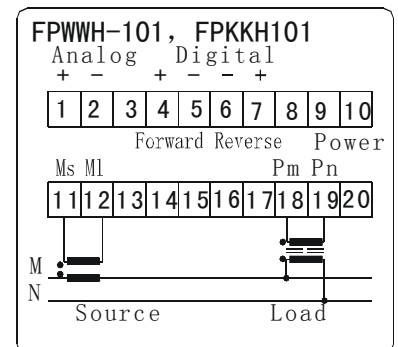 FPWWH-101, FPKKH101
Analog Digital
+ - + - - +
1 2 3 4 5 6 7 8 9 10
Forward Reverse Power
Ms Ml Pm Pn
11 12 13 14 15 16 17 18 19 20
M
N
Source Load